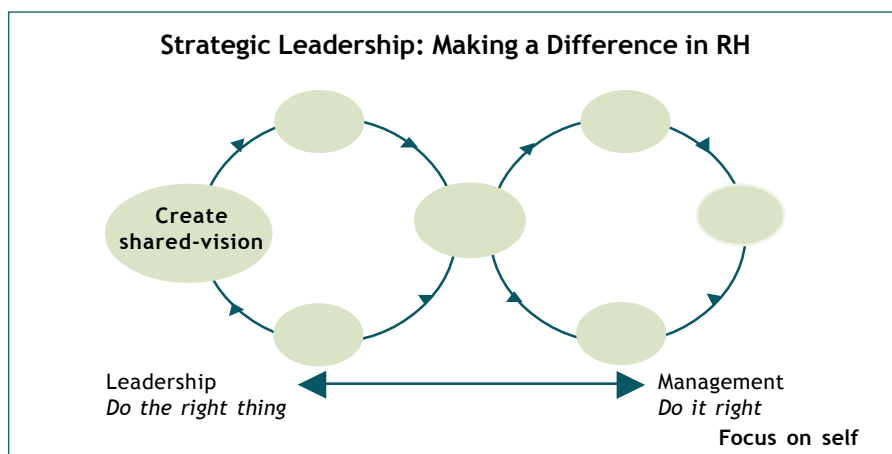 Strategic Leadership: Making a Difference in RH
Create
shared-vision
Leadership
Do the right thing
Management
Do it right
Focus on self